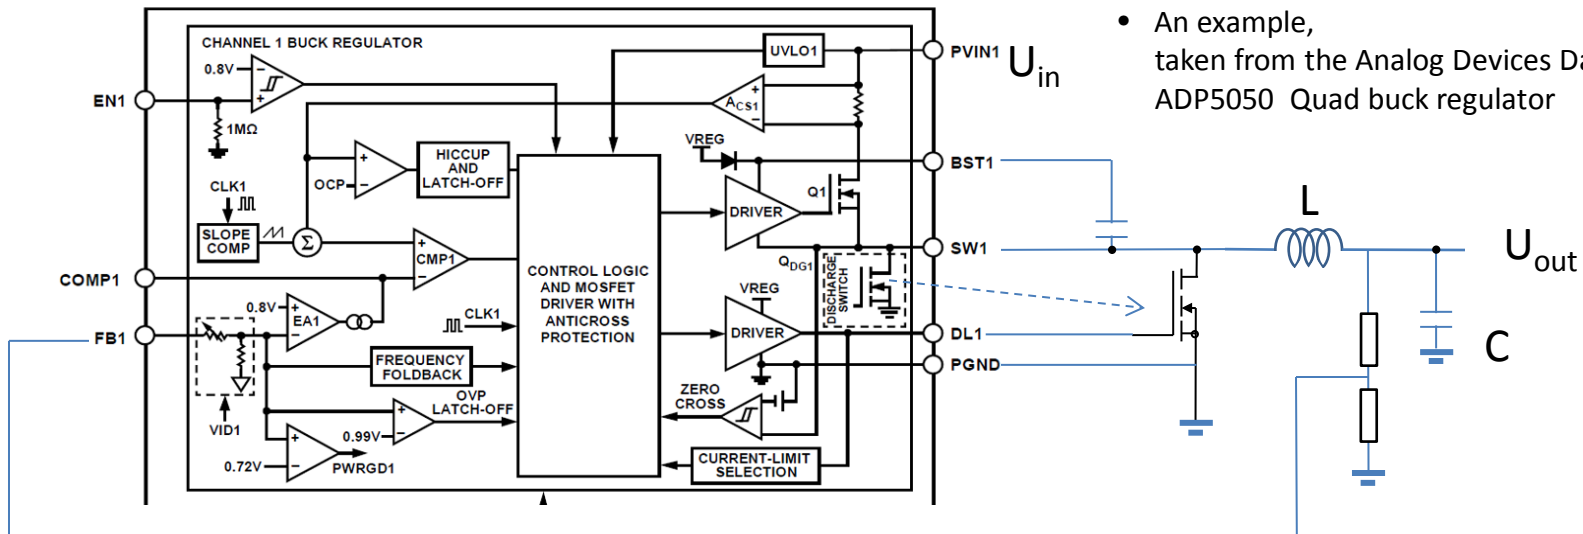 CHANNEL 1 BUCK REGULATOR
0.8V
−
+
EN1
1MΩ
UVLO1
PVIN1
U
in
+
ACS1
−
VREG
BST1
+
OCP
−
HICCUP
AND
LATCH-OFF
CLK1
SLOPE
COMP
Σ
+
CMP1
−
Q1
DRIVER
SW1
COMP1
CONTROL LOGIC
AND MOSFET
DRIVER WITH
ANTICROSS
PROTECTION
QDG1
DISCHARGE
SWITCH
VREG
0.8V
+
EA1
−
CLK1
DRIVER
DL1
FB1
FREQUENCY
FOLDBACK
PGND
OVP
LATCH-OFF
ZERO
CROSS
VID1
+
0.99V
−
+
0.72V
−
PWRGD1
CURRENT-LIMIT
SELECTION
• An example,
taken from the Analog Devices Da
ADP5050 Quad buck regulator
L
U
out
C